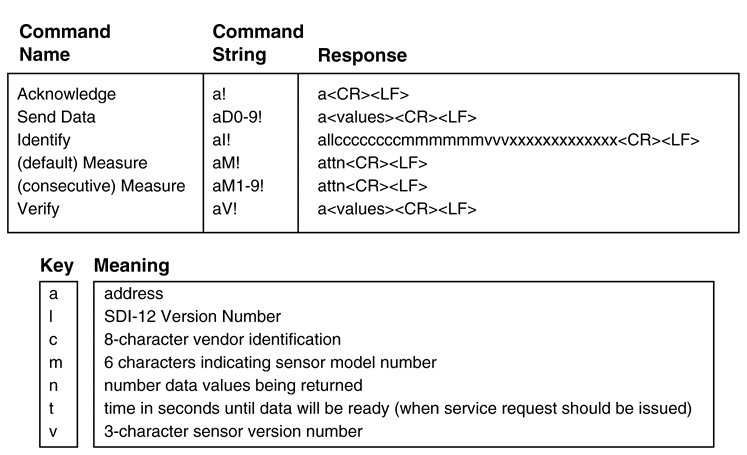 Command Name Command String Response
Acknowledge a! a<CR><LF>
Send Data aD0-9! a<values><CR><LF>
Identify aI! allccccccccmmmmmmvvvxxxxxxxxxxxxx<CR><LF>
(default) Measure aM! attn<CR><LF>
(consecutive) Measure aM1-9! attn<CR><LF>
Verify aV! a<values><CR><LF>
Key Meaning
a address
l SDI-12 Version Number
c 8-character vendor identification
m 6 characters indicating sensor model number
n number data values being returned
t time in seconds until data will be ready (when service request should be issued)
v 3-character sensor version number